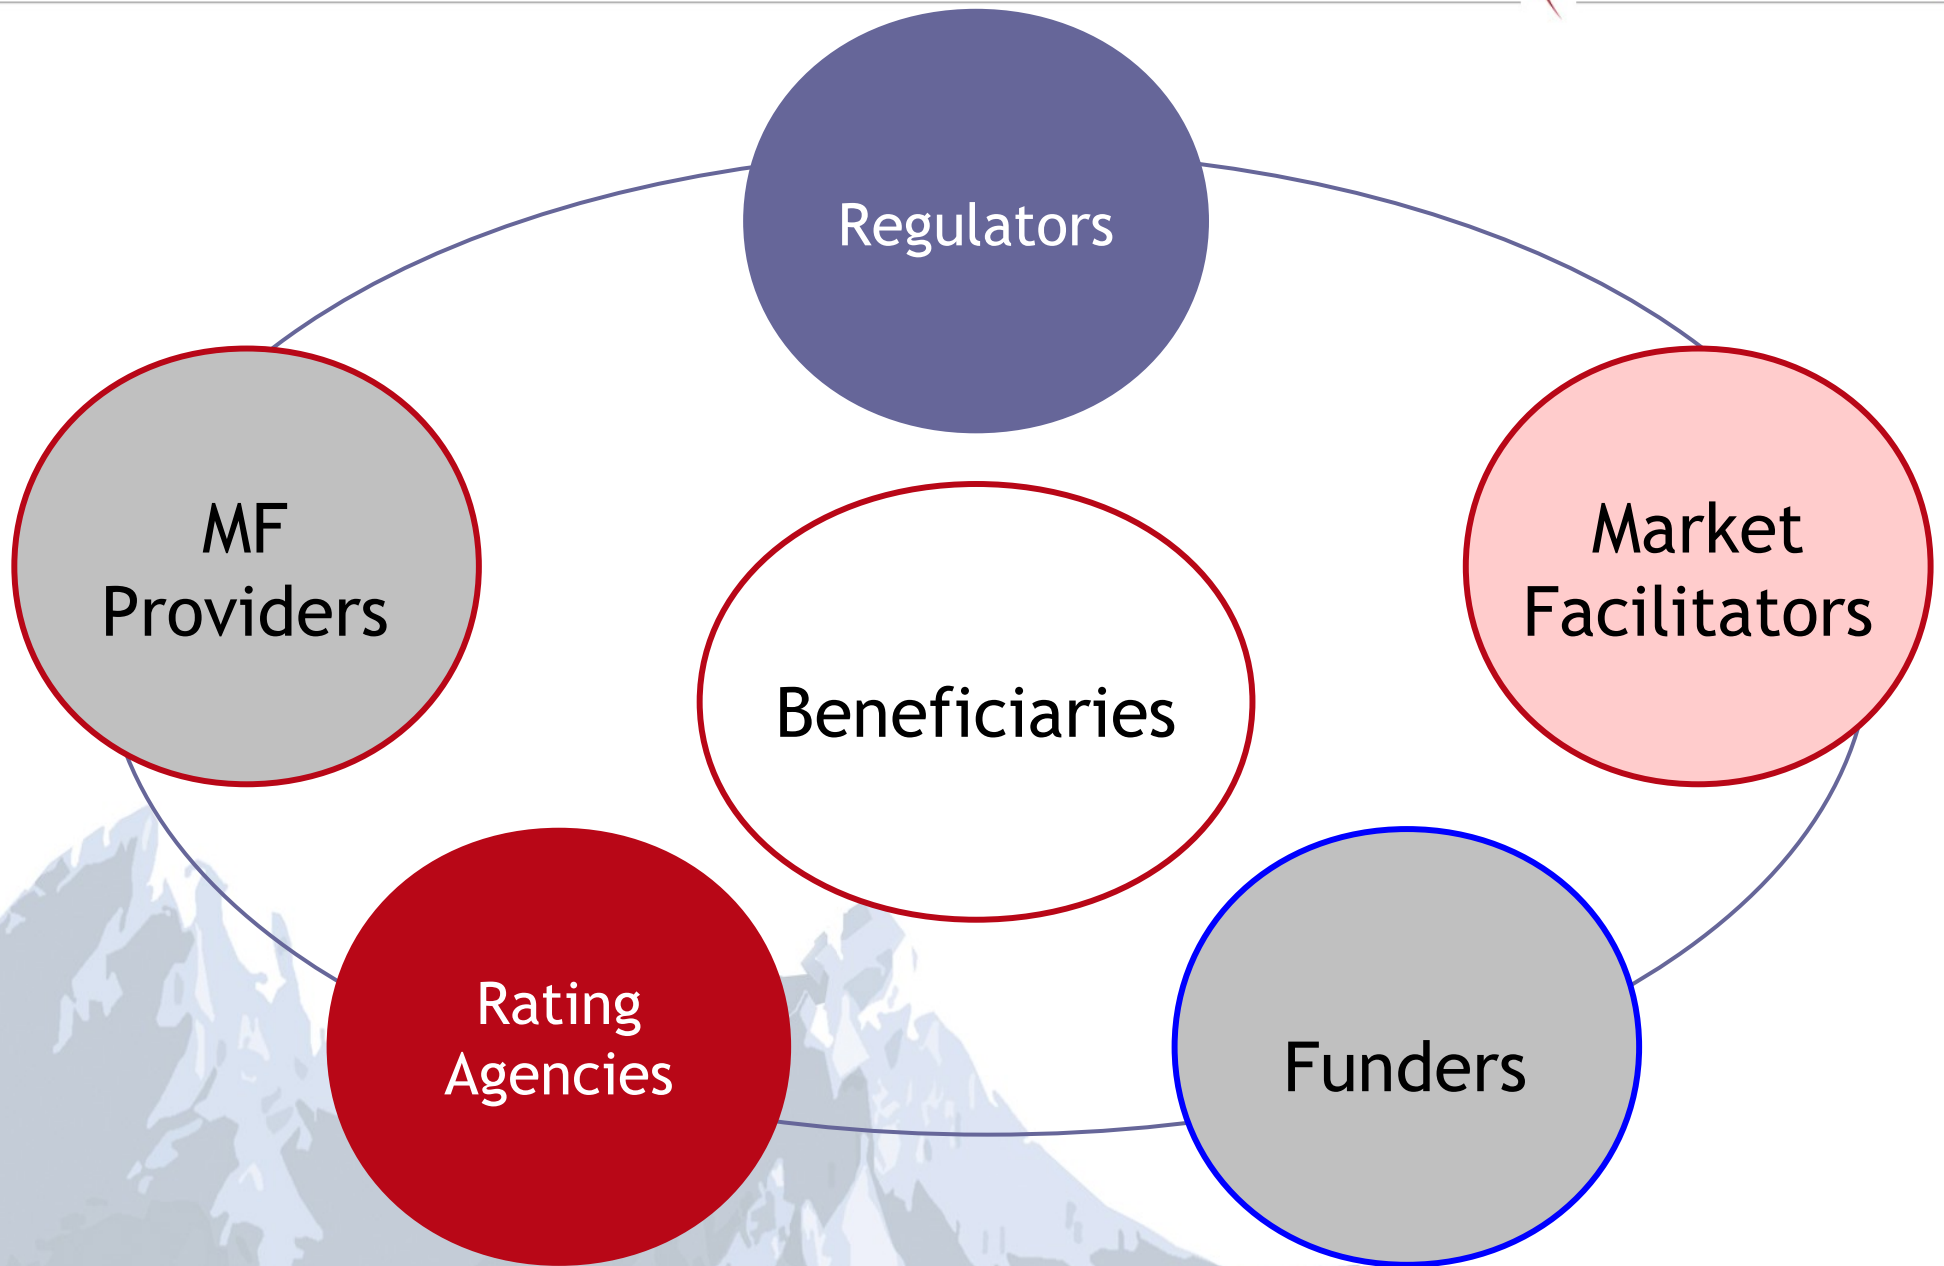 Regulators
MF
Providers
Market
Facilitators
Beneficiaries
Rating
Agencies
Funders